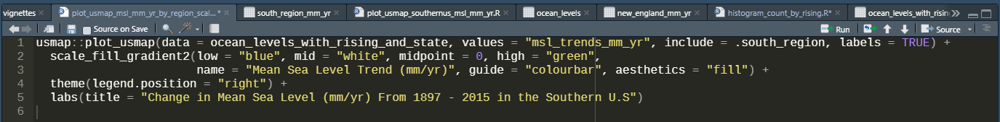 vignettes × plot_usmap_msl_mm_yr_by_region_scal...* × south_region_mm_yr × plot_usmap_southernus_msl_mm_yr.R × ocean_levels × new_england_mm_yr × histogram_count_by_rising.R* × ocean_levels_with_risin
Source on Save Run Source
1 usmap::plot_usmap(data = ocean_levels_with_rising_and_state, values = "msl_trends_mm_yr", include = .south_region, labels = TRUE) +
2 scale_fill_gradient2(low = "blue", mid = "white", midpoint = 0, high = "green",
3 name = "Mean Sea Level Trend (mm/yr)", guide = "colourbar", aesthetics = "fill") +
4 theme(legend.position = "right") +
5 labs(title = "Change in Mean Sea Level (mm/yr) From 1897 - 2015 in the Southern U.S")
6